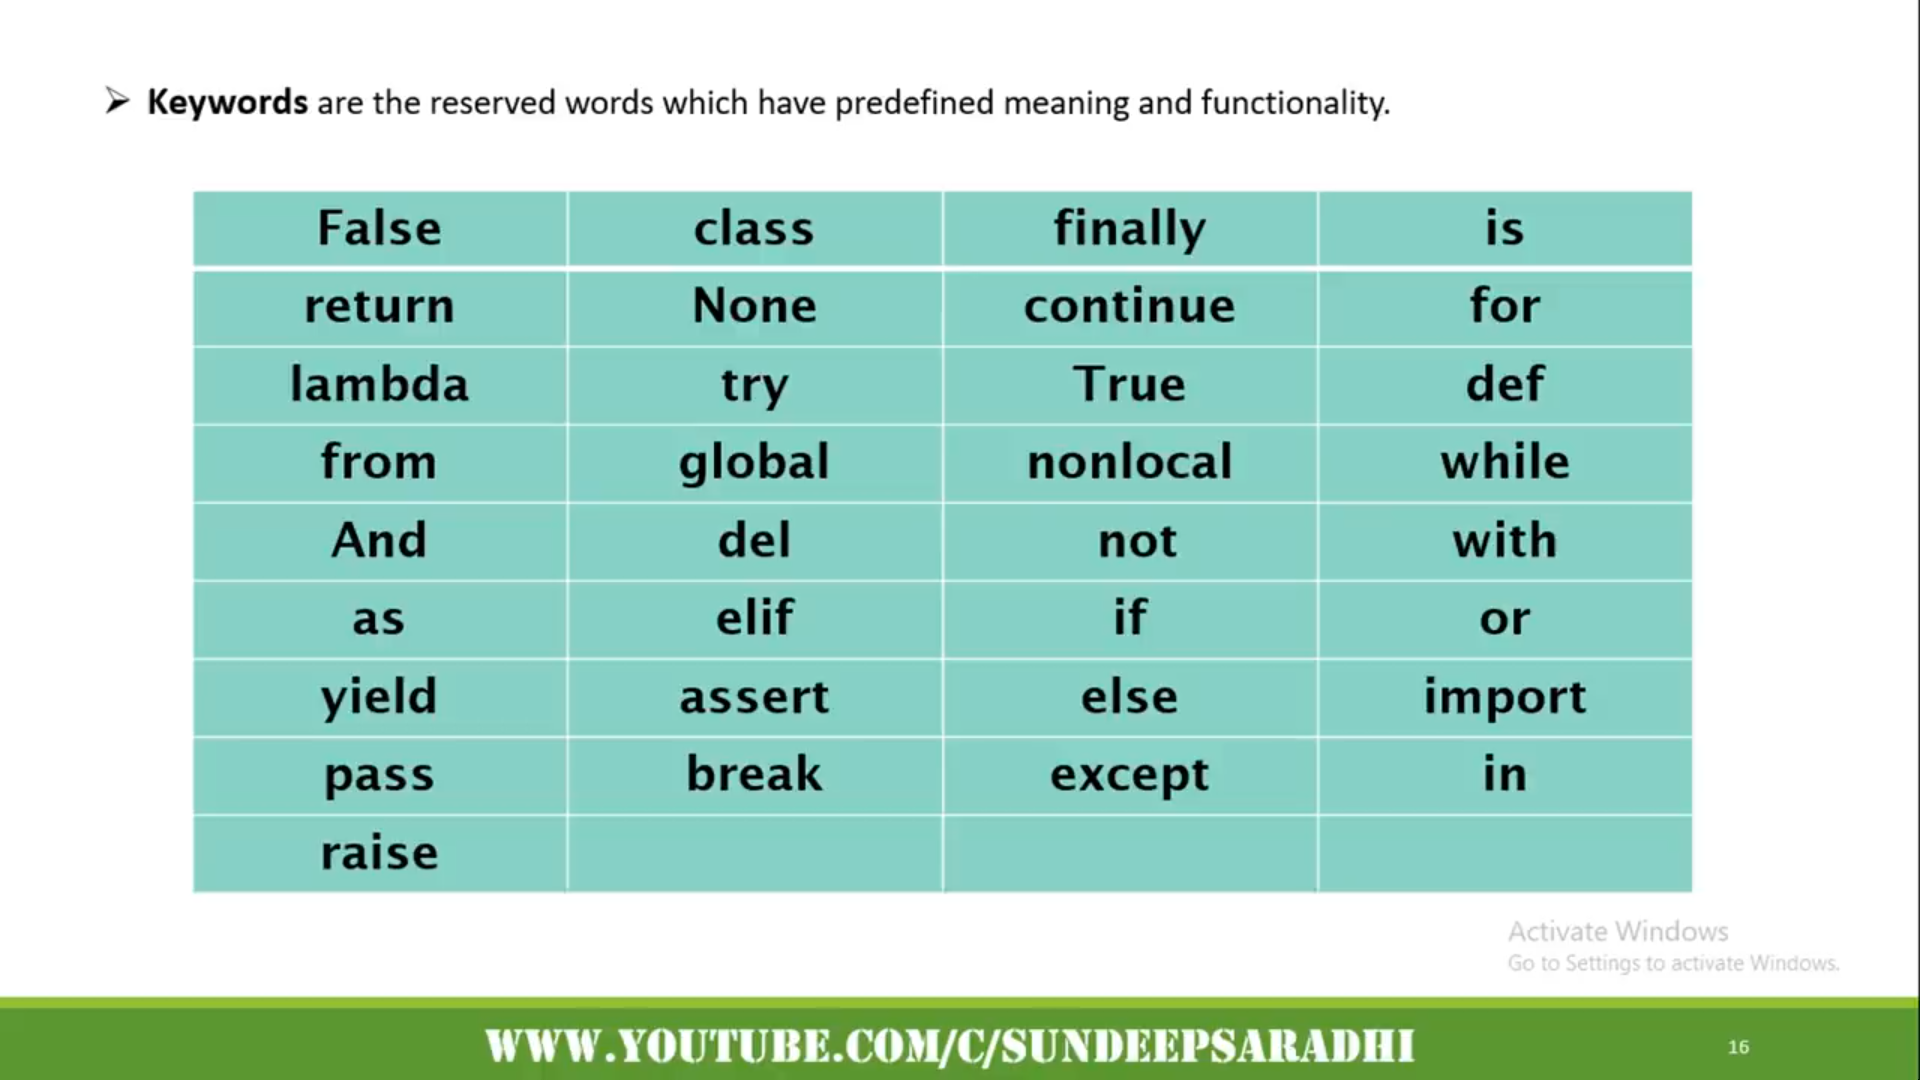 ➢ Keywords are the reserved words which have predefined meaning and functionality.
False class finally is
return None continue for
lambda try True def
from global nonlocal while
And del not with
as elif if or
yield assert else import
pass break except in
raise
Activate Windows
Go to Settings to activate Windows.
WWW.YOUTUBE.COM/C/SUNDEEPSARADHI
16